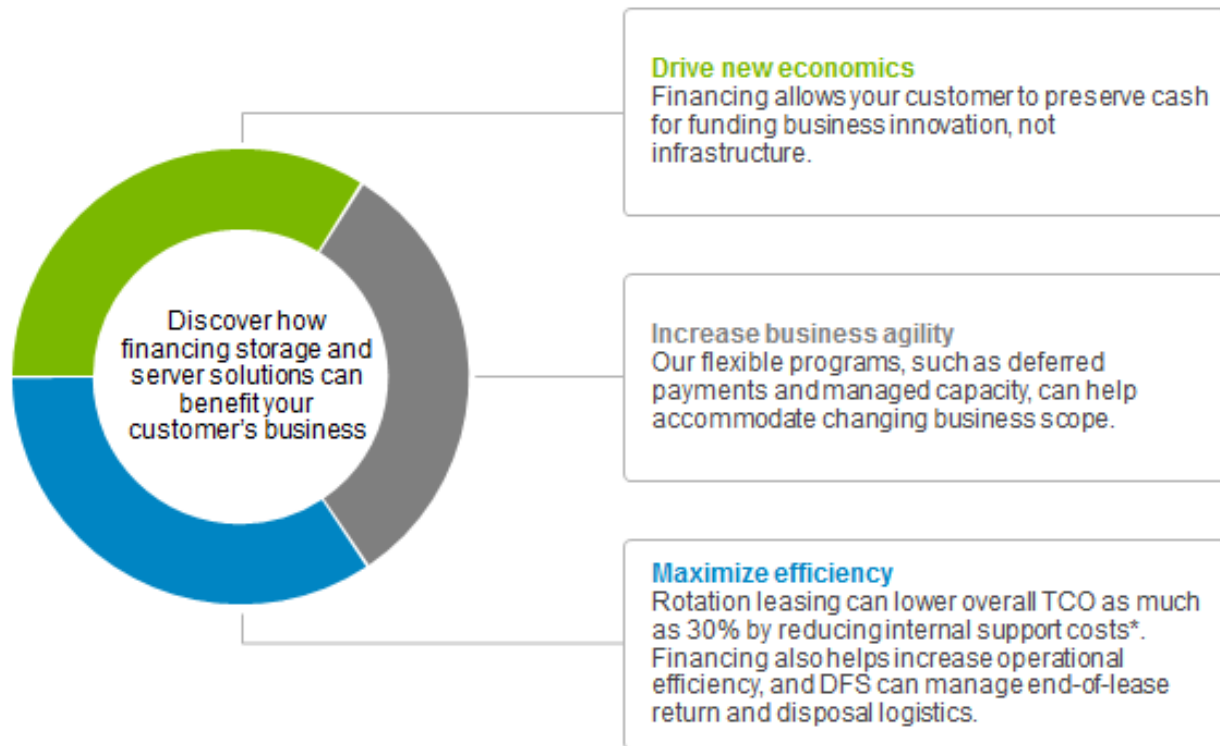 Drive new economics
Financing allows your customer to preserve cash
for funding business innovation, not
infrastructure.
Discover how
financing storage and
server solutions can
benefit your
customer's business
Increase business agility
Our flexible programs, such as deferred
payments and managed capacity, can help
accommodate changing business scope.
Maximize efficiency
Rotation leasing can lower overall TCO as much
as 30% by reducing internal support costs*.
Financing also helps increase operational
efficiency, and DFS can manage end-of-lease
return and disposal logistics.